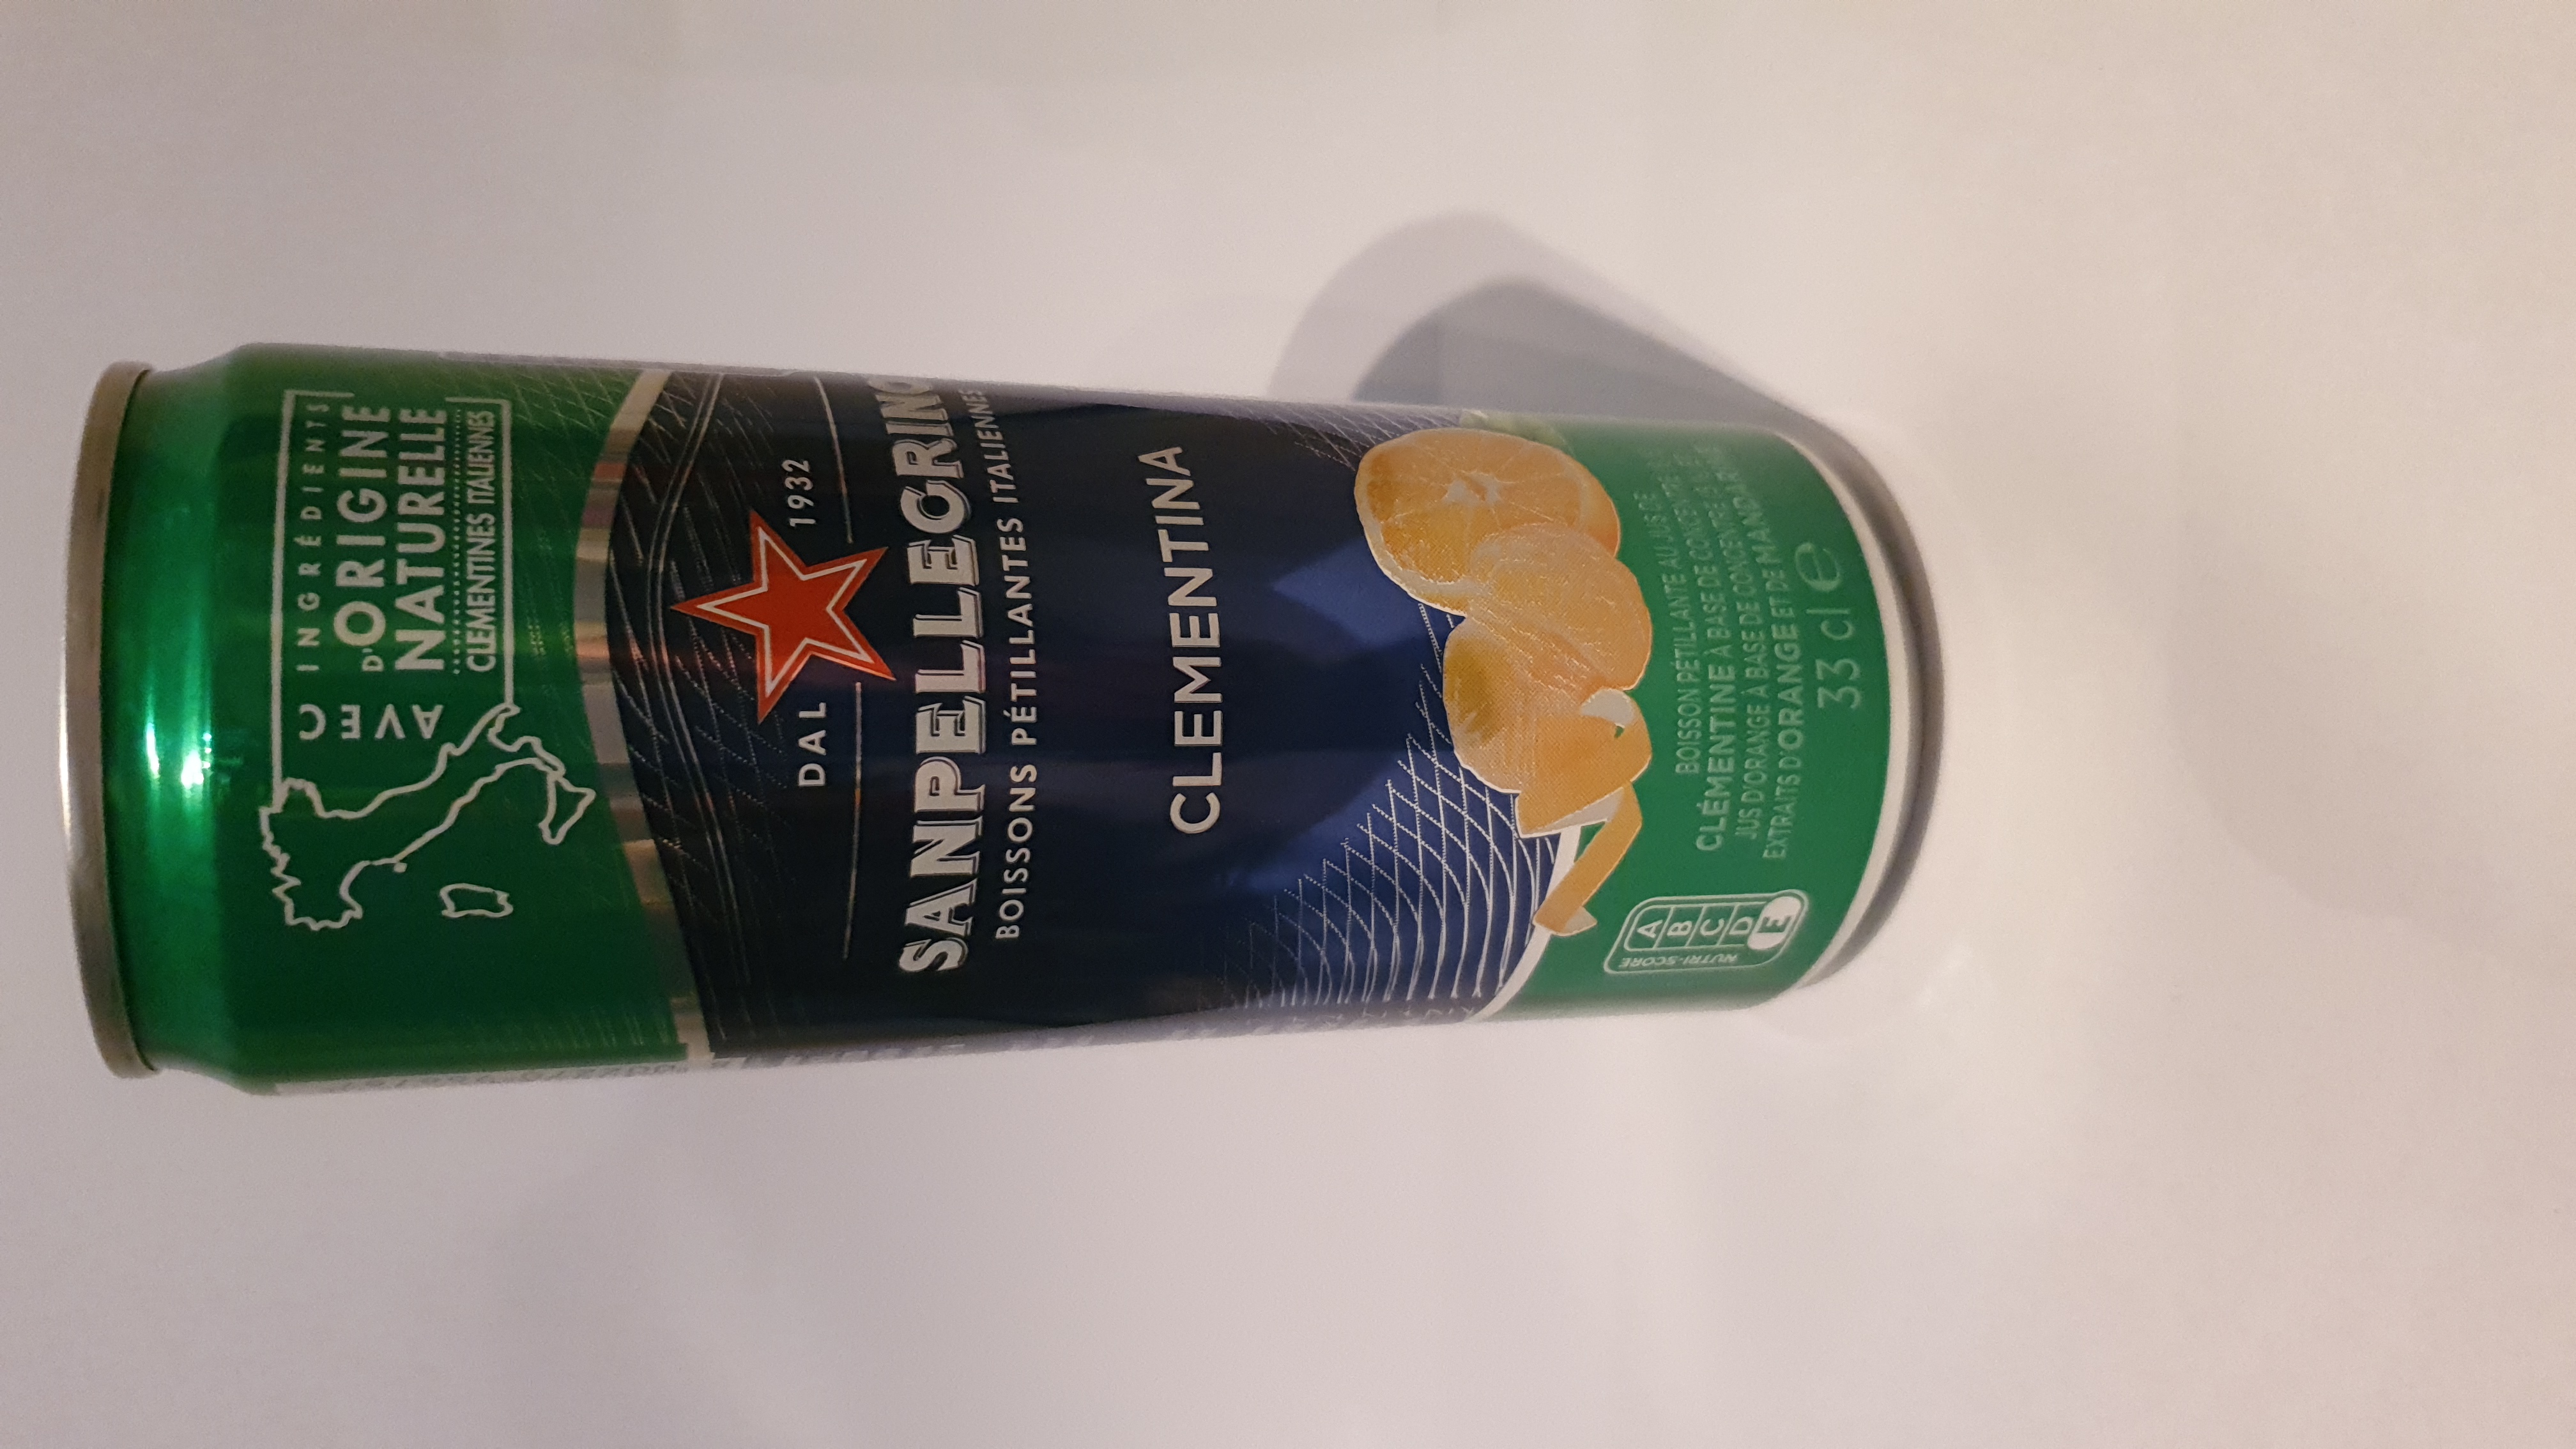 AVEC
INGRÉDIENTS
D'ORIGINE
NATURELLE
CLEMENTINES ITALIENNES
DAL 1932
SANPELLEGRINO
BOISSONS PÉTILLANTES ITALIENNES
CLEMENTINA
NUTRI-SCORE
A
B
C
D
E
BOISSON PÉTILLANTE AU JUS DE
CLÉMENTINE À BASE DE CONCENTRÉ
JUS D'ORANGE À BASE DE CONCENTRÉ
EXTRAITS D'ORANGE ET DE
33 cl e